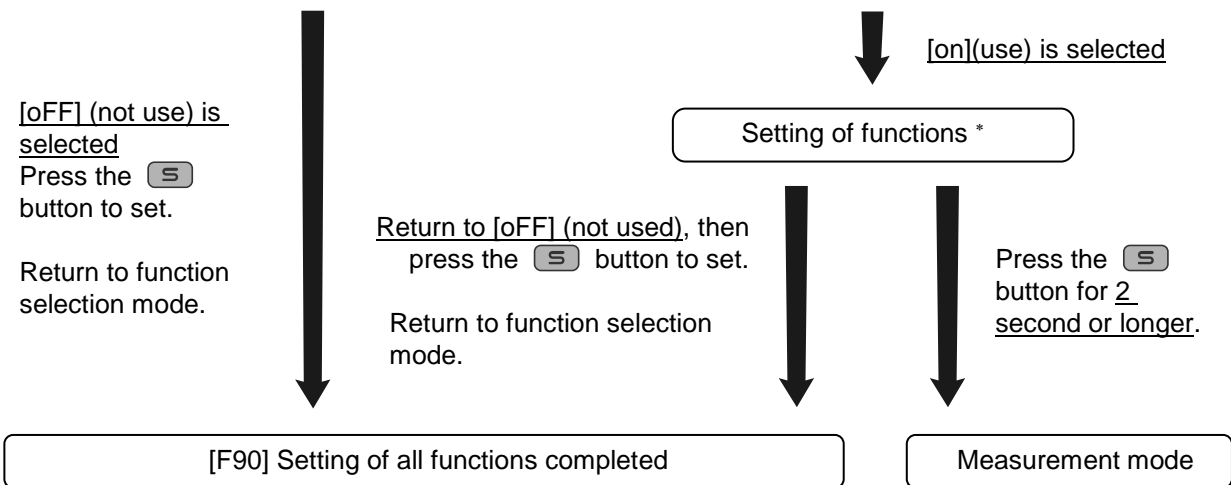 [on](use) is selected
[oFF] (not use) is
selected
Press the S
button to set.
Return to function
selection mode.
Setting of functions *
Return to [oFF] (not used), then
press the S button to set.
Return to function selection
mode.
Press the S
button for 2
second or longer.
[F90] Setting of all functions completed
Measurement mode